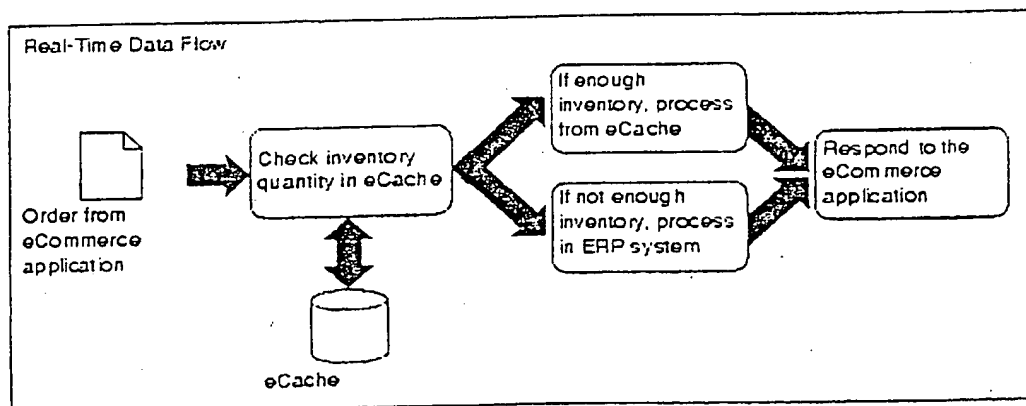 Real-Time Data Flow
Order from
eCommerce
application
Check inventory
quantity in eCache
eCache
If enough
inventory, process
from eCache
If not enough
inventory, process
in ERP system
Respond to the
eCommerce
application